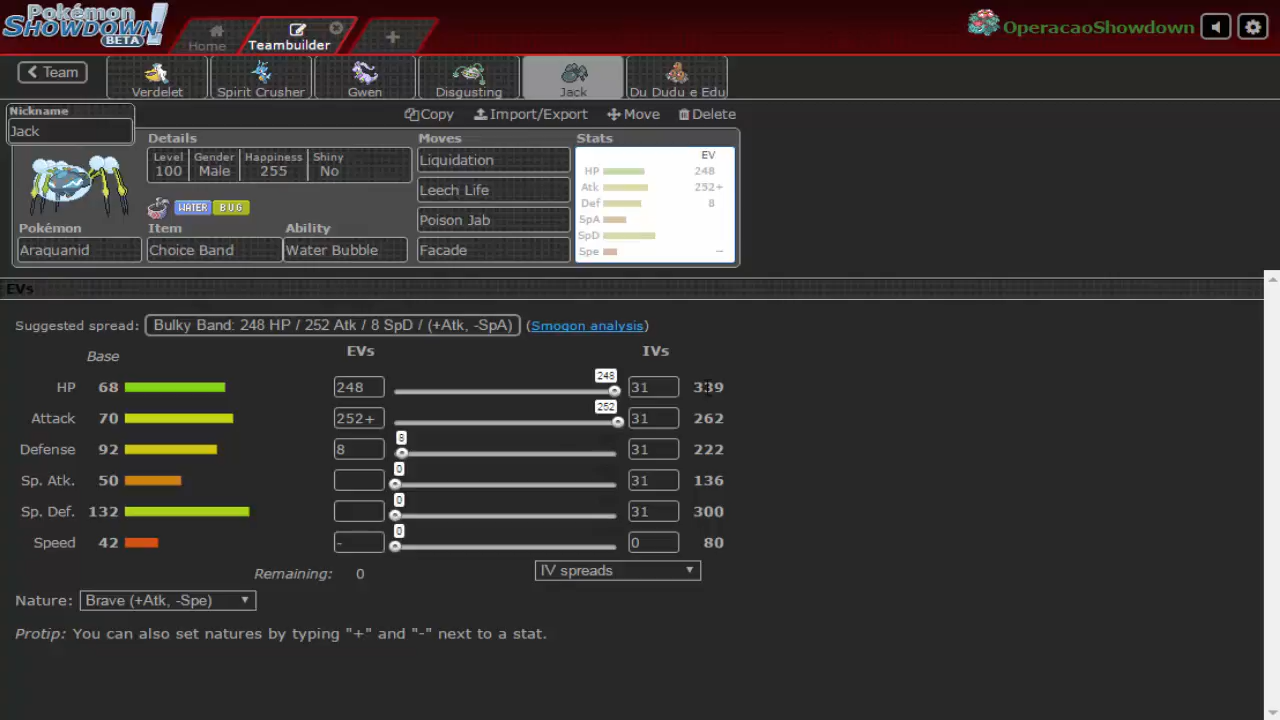 Pokémon
SHOWDOWN!
BETA
Home
Teambuilder
OperacaoShowdown
Team
Verdelet
Spirit Crusher
Gwen
Disgusting
Jack
Du Dudu e Edu
Copy
Import/Export
Move
Delete
Nickname
Jack
Details
Level Gender Happiness Shiny
100 Male 255 No
WATER BUG
Pokémon
Araquanid
Item
Choice Band
Ability
Water Bubble
Moves
Liquidation
Leech Life
Poison Jab
Facade
Stats
EV
HP 248
Atk 252+
Def 8
SpA
SpD
Spe −
EVs
Suggested spread: Bulky Band: 248 HP / 252 Atk / 8 SpD / (+Atk, -SpA) (Smogon analysis)
Base EVs IVs
HP 68 248 248 31 339
Attack 70 252+ 252 31 262
Defense 92 8 8 31 222
Sp. Atk. 50 0 31 136
Sp. Def. 132 0 31 300
Speed 42 - 0 0 80
Remaining: 0
IV spreads
Nature: Brave (+Atk, -Spe)
Protip: You can also set natures by typing "+" and "-" next to a stat.